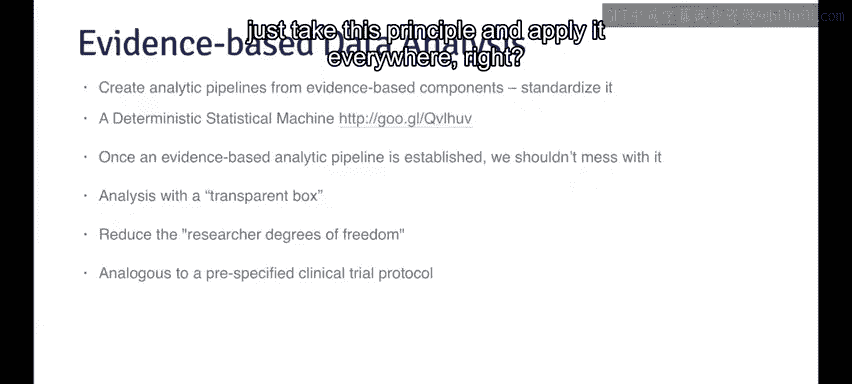 just take this principle and apply it
everywhere, right?
Evidence-based Data Analysis
Create analytic pipelines from evidence-based components – standardize it
A Deterministic Statistical Machine http://goo.gl/Qvlhuv
Once an evidence-based analytic pipeline is established, we shouldn't mess with it
Analysis with a “transparent box”
Reduce the "researcher degrees of freedom"
Analogous to a pre-specified clinical trial protocol